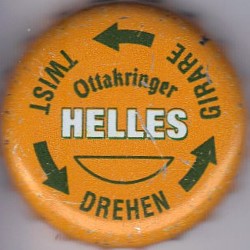 TWIST
GIRARE
DREHEN
Ottakringer
HELLES